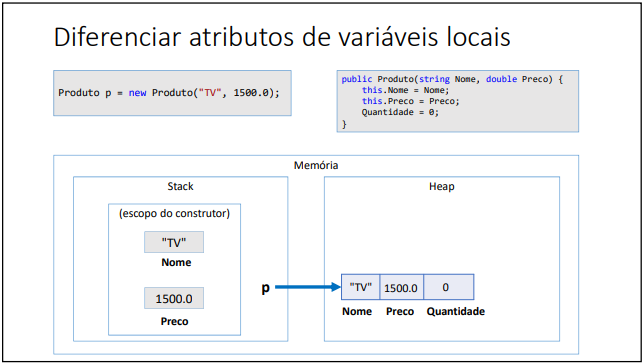 Diferenciar atributos de variáveis locais
Produto p = new Produto("TV", 1500.0);
public Produto(string Nome, double Preco) {
this.Nome = Nome;
this.Preco = Preco;
Quantidade = 0;
}
Memória
Stack
(escopo do construtor)
"TV"
Nome
1500.0
Preco
Heap
p
"TV" 1500.0 0
Nome Preco Quantidade